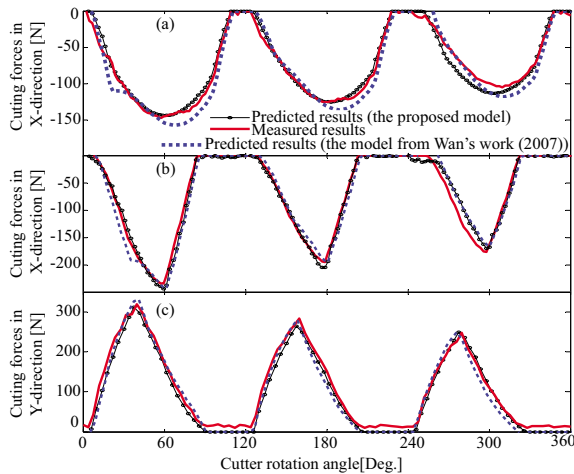 0
-50
-100
-150
Cuting forces in
X-direction [N]
(a)
Predicted results (the proposed model)
Measured results
Predicted results (the model from Wan's work (2007))
-50
-100
-150
-200
Cuting forces in
X-direction [N]
(b)
300
200
100
0
Cuting forces in
Y-direction [N]
(c)
0 60 120 180 240 300 360
Cutter rotation angle[Deg.]